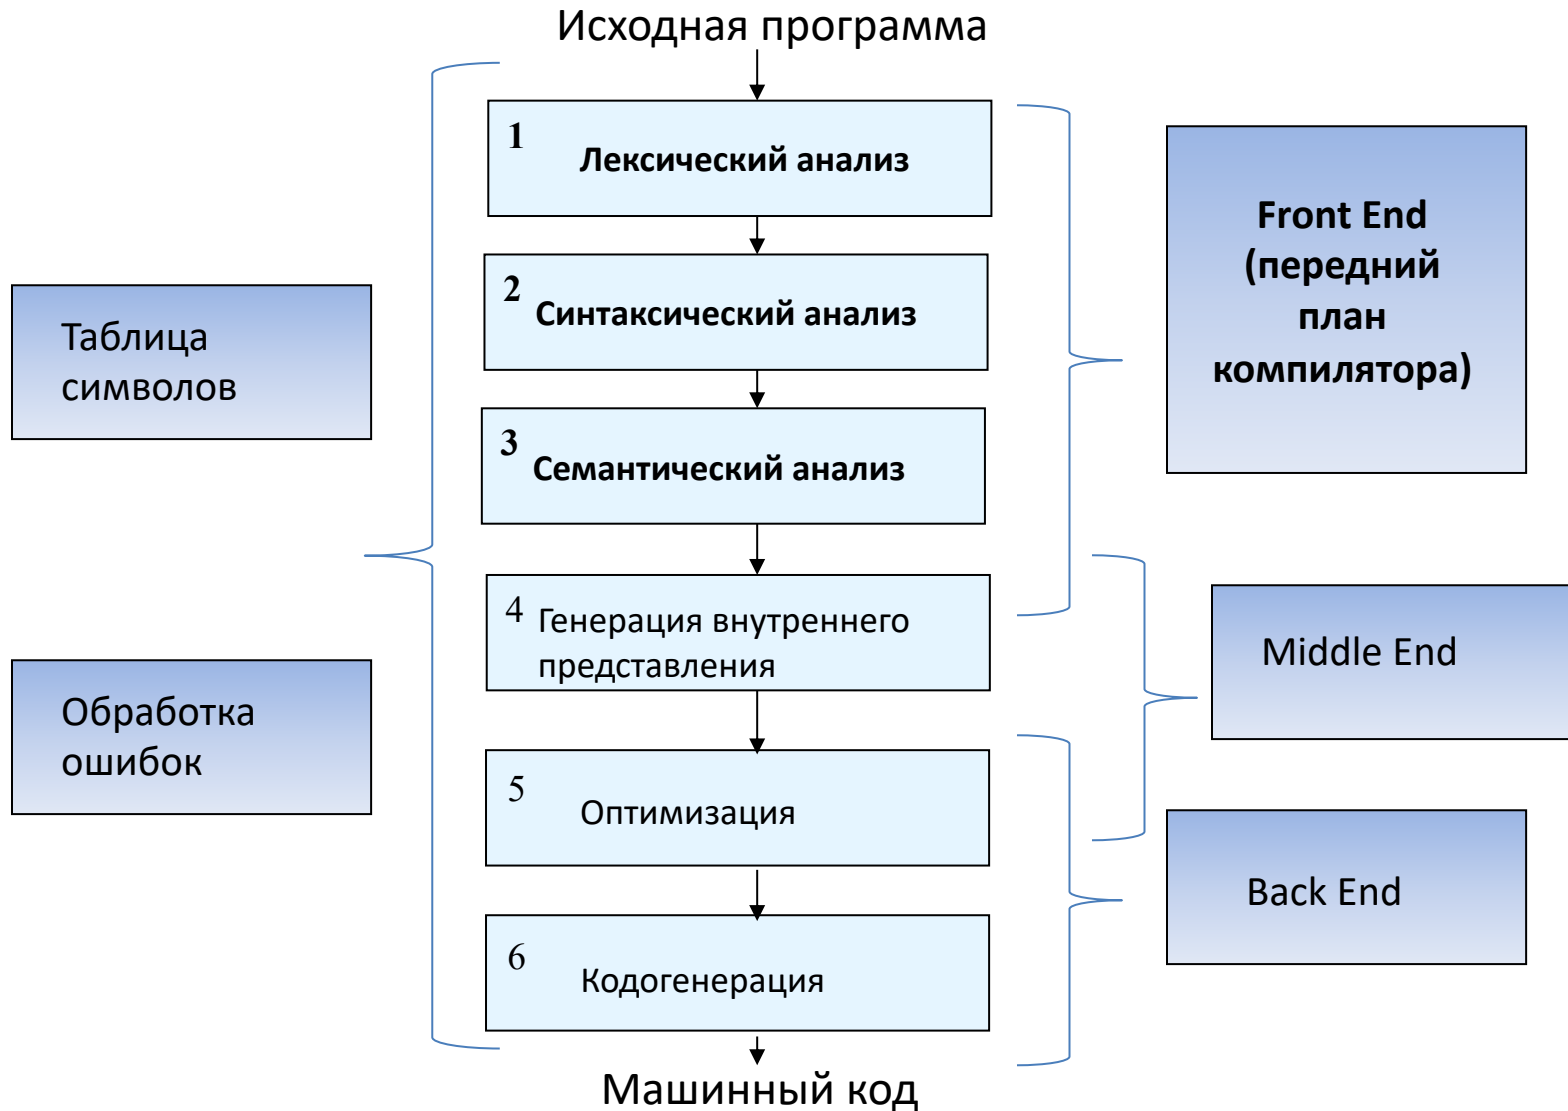 Исходная программа
1
Лексический анализ
2
Синтаксический анализ
3
Семантический анализ
4
Генерация внутреннего
представления
5
Оптимизация
6
Кодогенерация
Машинный код
Таблица
символов
Обработка
ошибок
Front End
(передний
план
компилятора)
Middle End
Back End